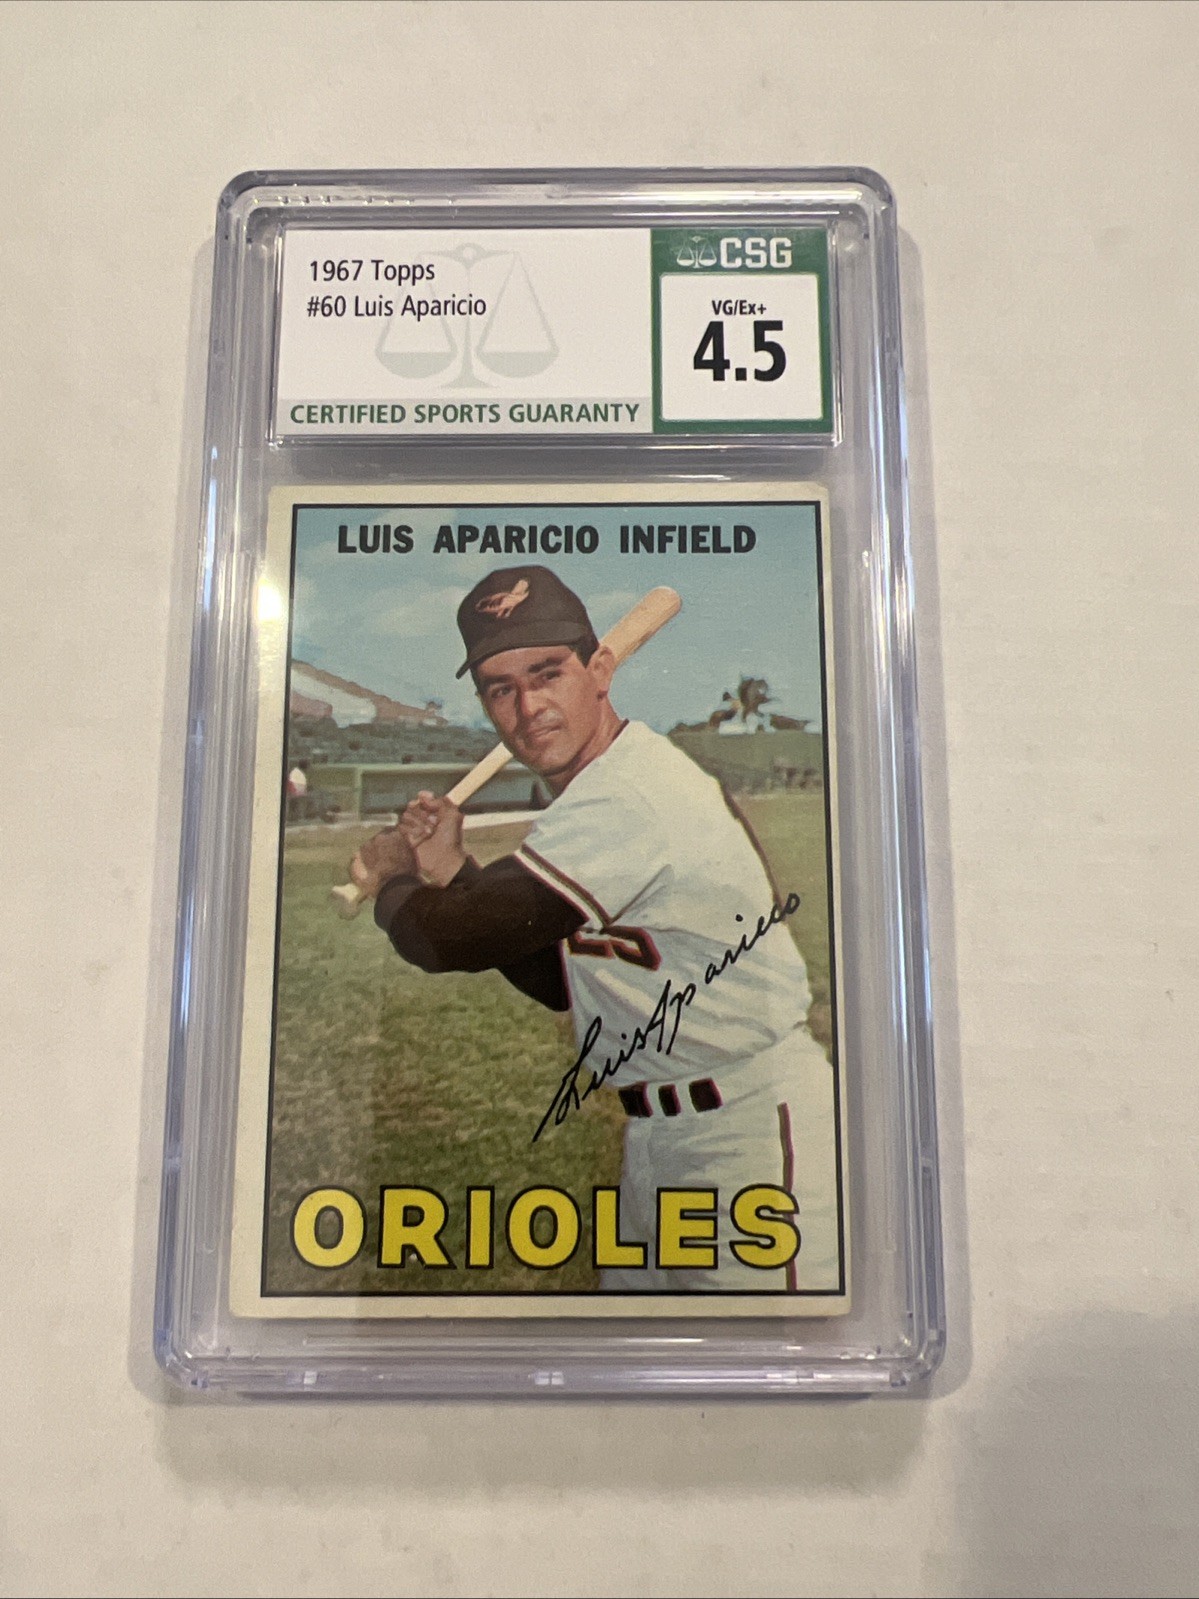 1967 Topps
#60 Luis Aparicio
CERTIFIED SPORTS GUARANTY
CSG
VG/Ex+
4.5
LUIS APARICIO INFIELD
Luis Aparicio
ORIOLES